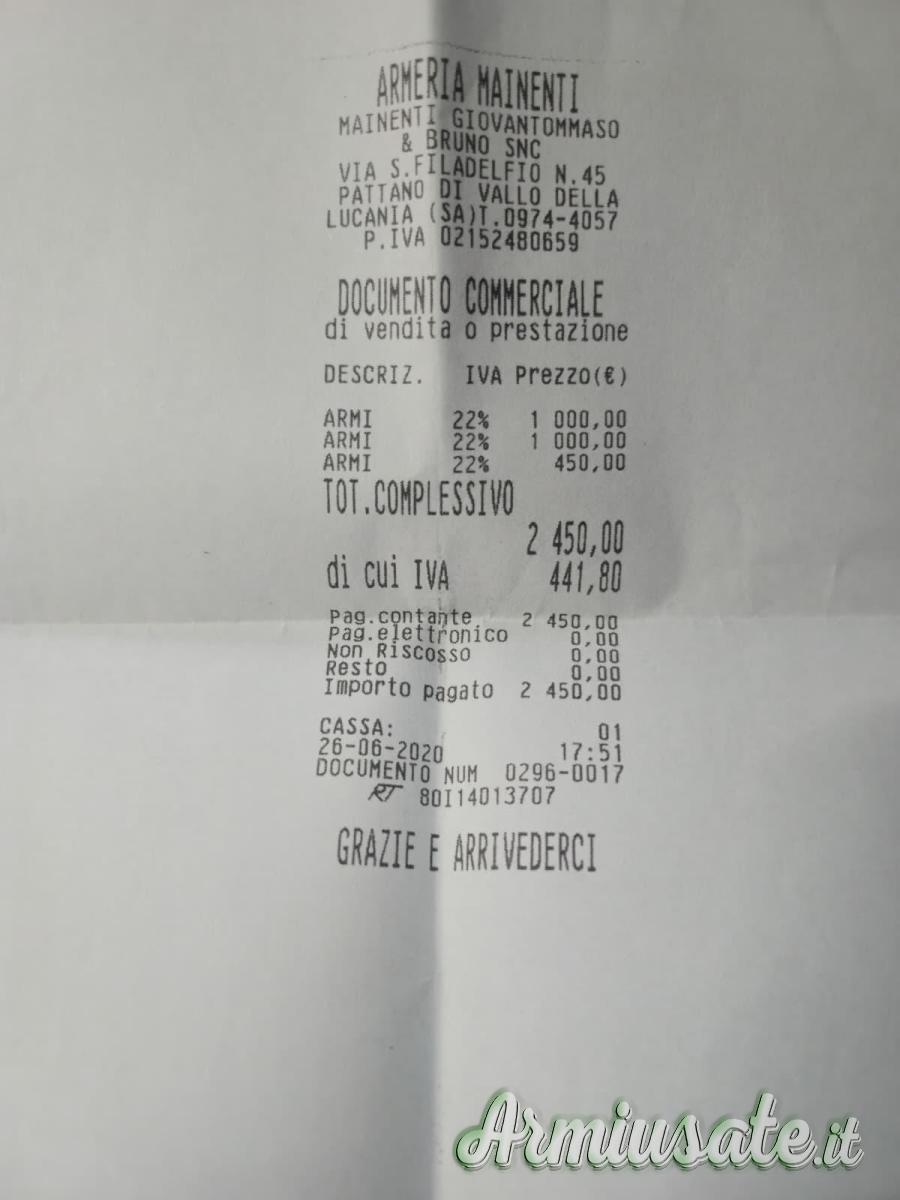 ARMERIA MAINENTI
MAINENTI GIOVANTOMMASO
& BRUNO SNC
VIA S.FILADELFIO N.45
PATTANO DI VALLO DELLA
LUCANIA (SA)T.0974-4057
P.IVA 02152480659
DOCUMENTO COMMERCIALE
di vendita o prestazione
DESCRIZ. IVA Prezzo(€)
ARMI 22% 1 000,00
ARMI 22% 1 000,00
ARMI 22% 450,00
TOT.COMPLESSIVO
2 450,00
di cui IVA 441,80
Pag.contante 2 450,00
Pag.elettronico 0,00
Non Riscosso 0,00
Resto 0,00
Importo pagato 2 450,00
CASSA: 01
26-06-2020 17:51
DOCUMENTO NUM 0296-0017
RT 80I14013707
GRAZIE E ARRIVEDERCI
Armiusate.it